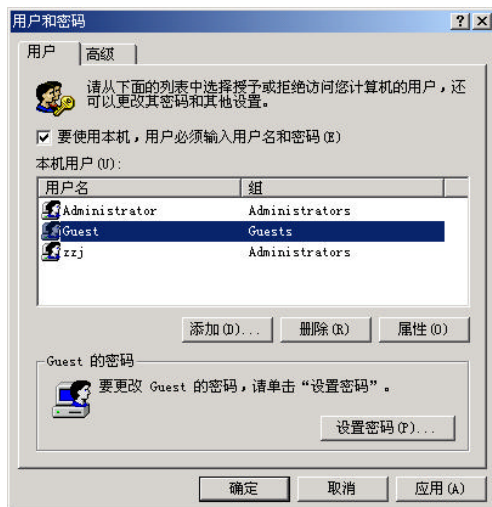 用户和密码
用户 高级
请从下面的列表中选择授予或拒绝访问您计算机的用户，还
可以更改其密码和其他设置。
要使用本机，用户必须输入用户名和密码(E)
本机用户(U):
用户名 组
Administrator Administrators
Guest Guests
zzj Administrators
添加(D)... 删除(R) 属性(O)
Guest 的密码
要更改 Guest 的密码，请单击“设置密码”。
设置密码(P)...
确定 取消 应用(A)